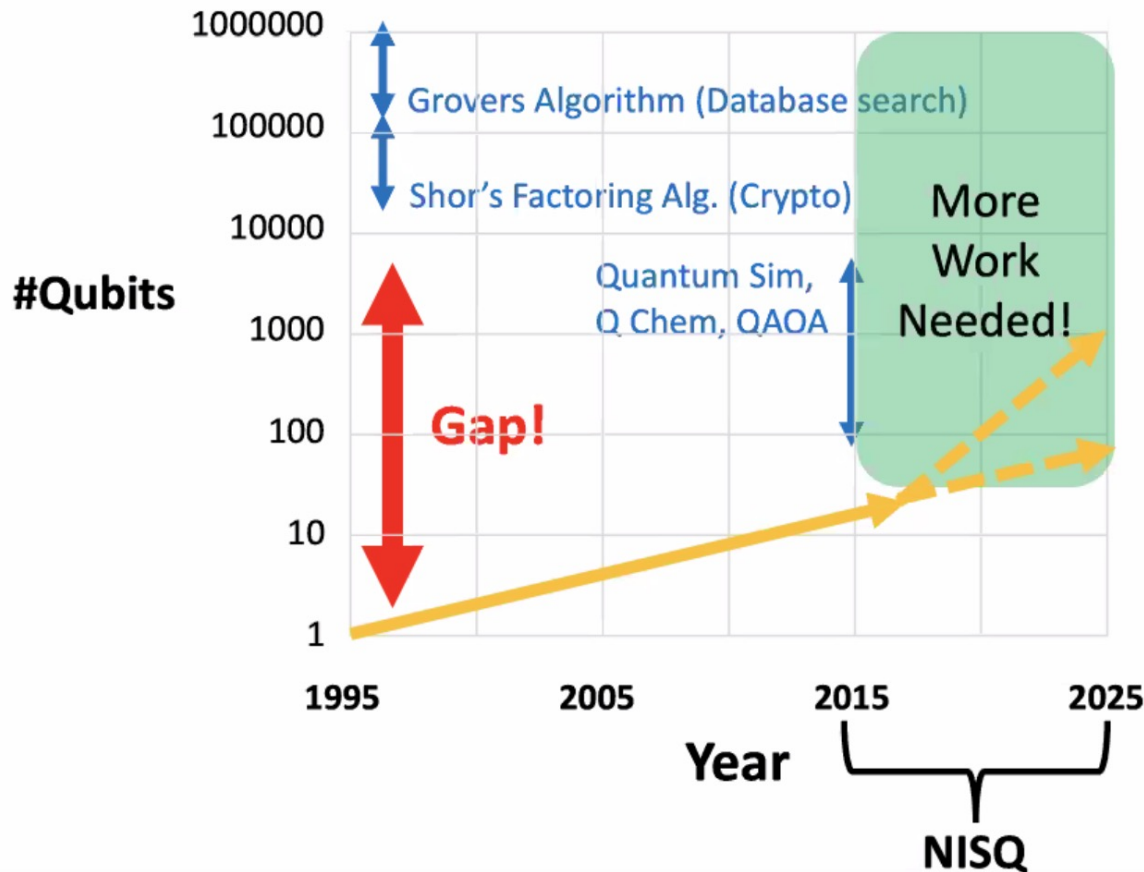 1000000
Grovers Algorithm (Database search)
100000
Shor's Factoring Alg. (Crypto)
10000
#Qubits
Quantum Sim,
Q Chem, QAOA
1000
More
Work
Needed!
Gap!
100
10
1
1995
2005
2015
2025
Year
NISQ